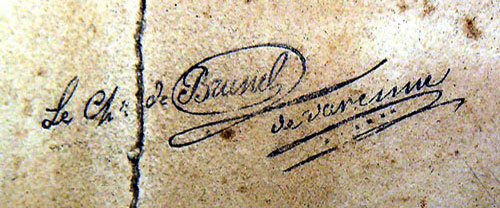 Le Chr. de Brunel
de varenne